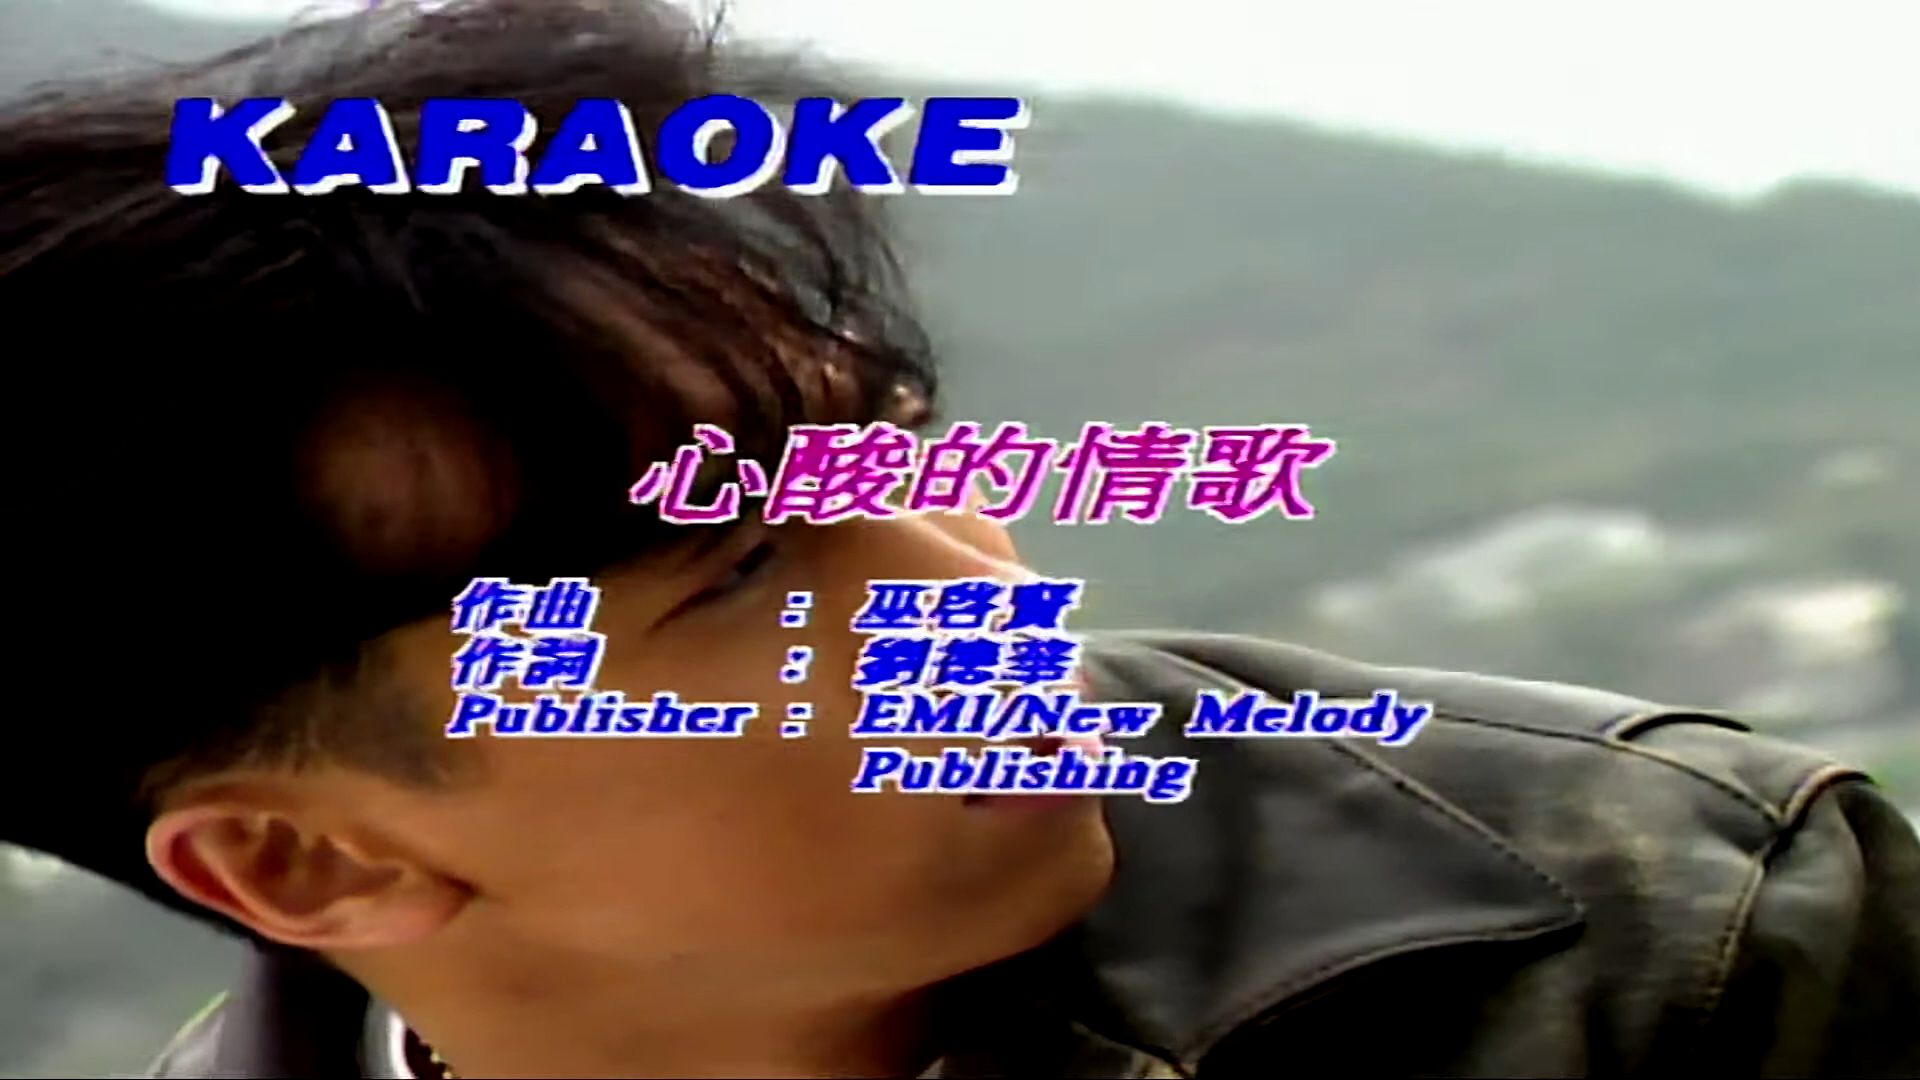 KARAOKE
心酸的情歌
作曲 : 巫啓賢
作詞 : 劉德華
Publisher : EMI/New Melody
Publishing